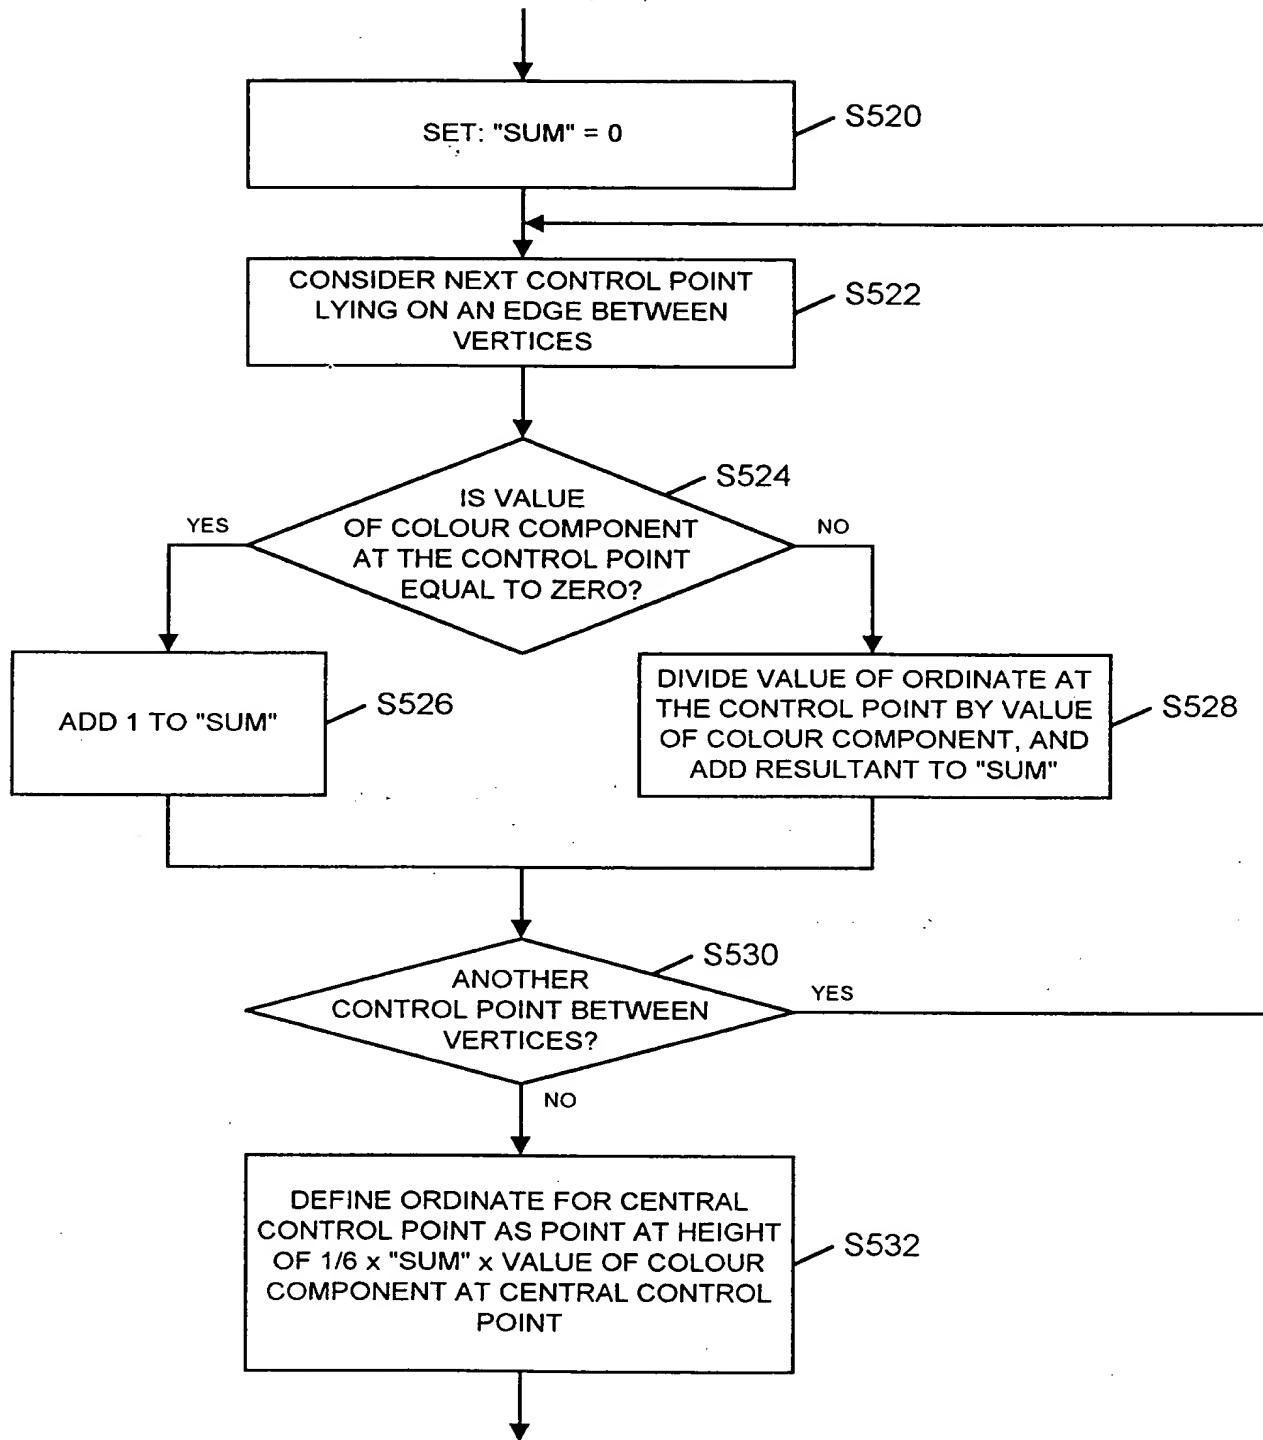 SET: "SUM" = 0
S520
CONSIDER NEXT CONTROL POINT
LYING ON AN EDGE BETWEEN
VERTICES
S522
S524
IS VALUE
OF COLOUR COMPONENT
AT THE CONTROL POINT
EQUAL TO ZERO?
YES
NO
ADD 1 TO "SUM"
S526
DIVIDE VALUE OF ORDINATE AT
THE CONTROL POINT BY VALUE
OF COLOUR COMPONENT, AND
ADD RESULTANT TO "SUM"
S528
S530
ANOTHER
CONTROL POINT BETWEEN
VERTICES?
YES
NO
DEFINE ORDINATE FOR CENTRAL
CONTROL POINT AS POINT AT HEIGHT
OF 1/6 x "SUM" x VALUE OF COLOUR
COMPONENT AT CENTRAL CONTROL
POINT
S532